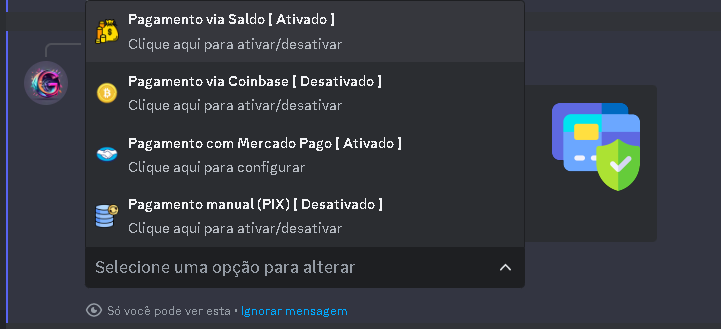 Pagamento via Saldo [ Ativado ]
Clique aqui para ativar/desativar
Pagamento via Coinbase [ Desativado ]
Clique aqui para ativar/desativar
Pagamento com Mercado Pago [ Ativado ]
Clique aqui para configurar
Pagamento manual (PIX) [ Desativado ]
Clique aqui para ativar/desativar
Selecione uma opção para alterar
Só você pode ver esta • Ignorar mensagem